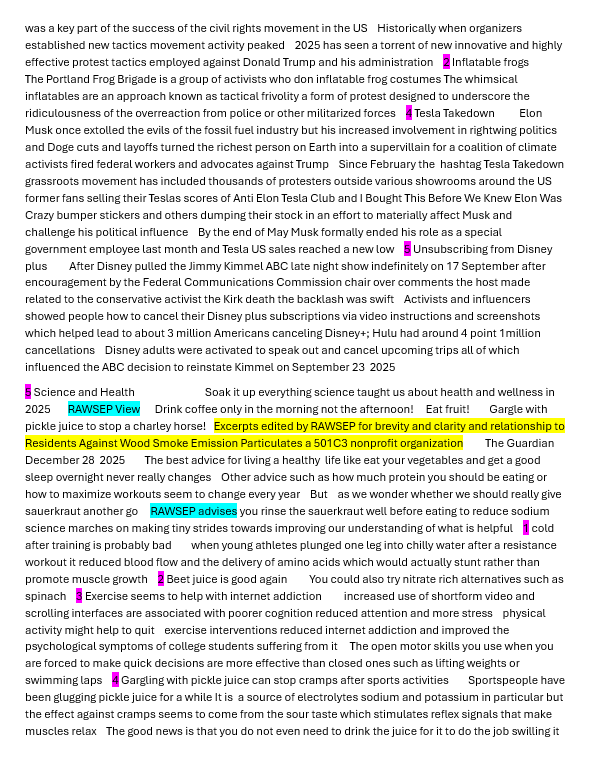 was a key part of the success of the civil rights movement in the US Historically when organizers
established new tactics movement activity peaked 2025 has seen a torrent of new innovative and highly
effective protest tactics employed against Donald Trump and his administration 2 Inflatable frogs
The Portland Frog Brigade is a group of activists who don inflatable frog costumes The whimsical
inflatables are an approach known as tactical frivolity a form of protest designed to underscore the
ridiculousness of the overreaction from police or other militarized forces 4 Tesla Takedown Elon
Musk once extolled the evils of the fossil fuel industry but his increased involvement in rightwing politics
and Doge cuts and layoffs turned the richest person on Earth into a supervillain for a coalition of climate
activists fired federal workers and advocates against Trump Since February the hashtag Tesla Takedown
grassroots movement has included thousands of protesters outside various showrooms around the US
former fans selling their Teslas scores of Anti Elon Tesla Club and I Bought This Before We Knew Elon Was
Crazy bumper stickers and others dumping their stock in an effort to materially affect Musk and
challenge his political influence By the end of May Musk formally ended his role as a special
government employee last month and Tesla US sales reached a new low 5 Unsubscribing from Disney
plus After Disney pulled the Jimmy Kimmel ABC late night show indefinitely on 17 September after
encouragement by the Federal Communications Commission chair over comments the host made
related to the conservative activist the Kirk death the backlash was swift Activists and influencers
showed people how to cancel their Disney plus subscriptions via video instructions and screenshots
which helped lead to about 3 million Americans canceling Disney+; Hulu had around 4 point 1million
cancellations Disney adults were activated to speak out and cancel upcoming trips all of which
influenced the ABC decision to reinstate Kimmel on September 23 2025
5 Science and Health Soak it up everything science taught us about health and wellness in
2025 RAWSEP View Drink coffee only in the morning not the afternoon! Eat fruit! Gargle with
pickle juice to stop a charley horse! Excerpts edited by RAWSEP for brevity and clarity and relationship to
Residents Against Wood Smoke Emission Particulates a 501C3 nonprofit organization The Guardian
December 28 2025 The best advice for living a healthy life like eat your vegetables and get a good
sleep overnight never really changes Other advice such as how much protein you should be eating or
how to maximize workouts seem to change every year But as we wonder whether we should really give
sauerkraut another go RAWSEP advises you rinse the sauerkraut well before eating to reduce sodium
science marches on making tiny strides towards improving our understanding of what is helpful 1 cold
after training is probably bad when young athletes plunged one leg into chilly water after a resistance
workout it reduced blood flow and the delivery of amino acids which would actually stunt rather than
promote muscle growth 2 Beet juice is good again You could also try nitrate rich alternatives such as
spinach 3 Exercise seems to help with internet addiction increased use of shortform video and
scrolling interfaces are associated with poorer cognition reduced attention and more stress physical
activity might help to quit exercise interventions reduced internet addiction and improved the
psychological symptoms of college students suffering from it The open motor skills you use when you
are forced to make quick decisions are more effective than closed ones such as lifting weights or
swimming laps 4 Gargling with pickle juice can stop cramps after sports activities Sportspeople have
been glugging pickle juice for a while It is a source of electrolytes sodium and potassium in particular but
the effect against cramps seems to come from the sour taste which stimulates reflex signals that make
muscles relax The good news is that you do not even need to drink the juice for it to do the job swilling it